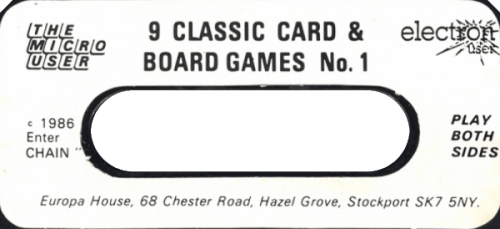 THE
MICRO
USER
9 CLASSIC CARD &
BOARD GAMES No. 1
electron
user
c 1986
Enter
CHAIN "
PLAY
BOTH
SIDES
Europa House, 68 Chester Road, Hazel Grove, Stockport SK7 5NY.